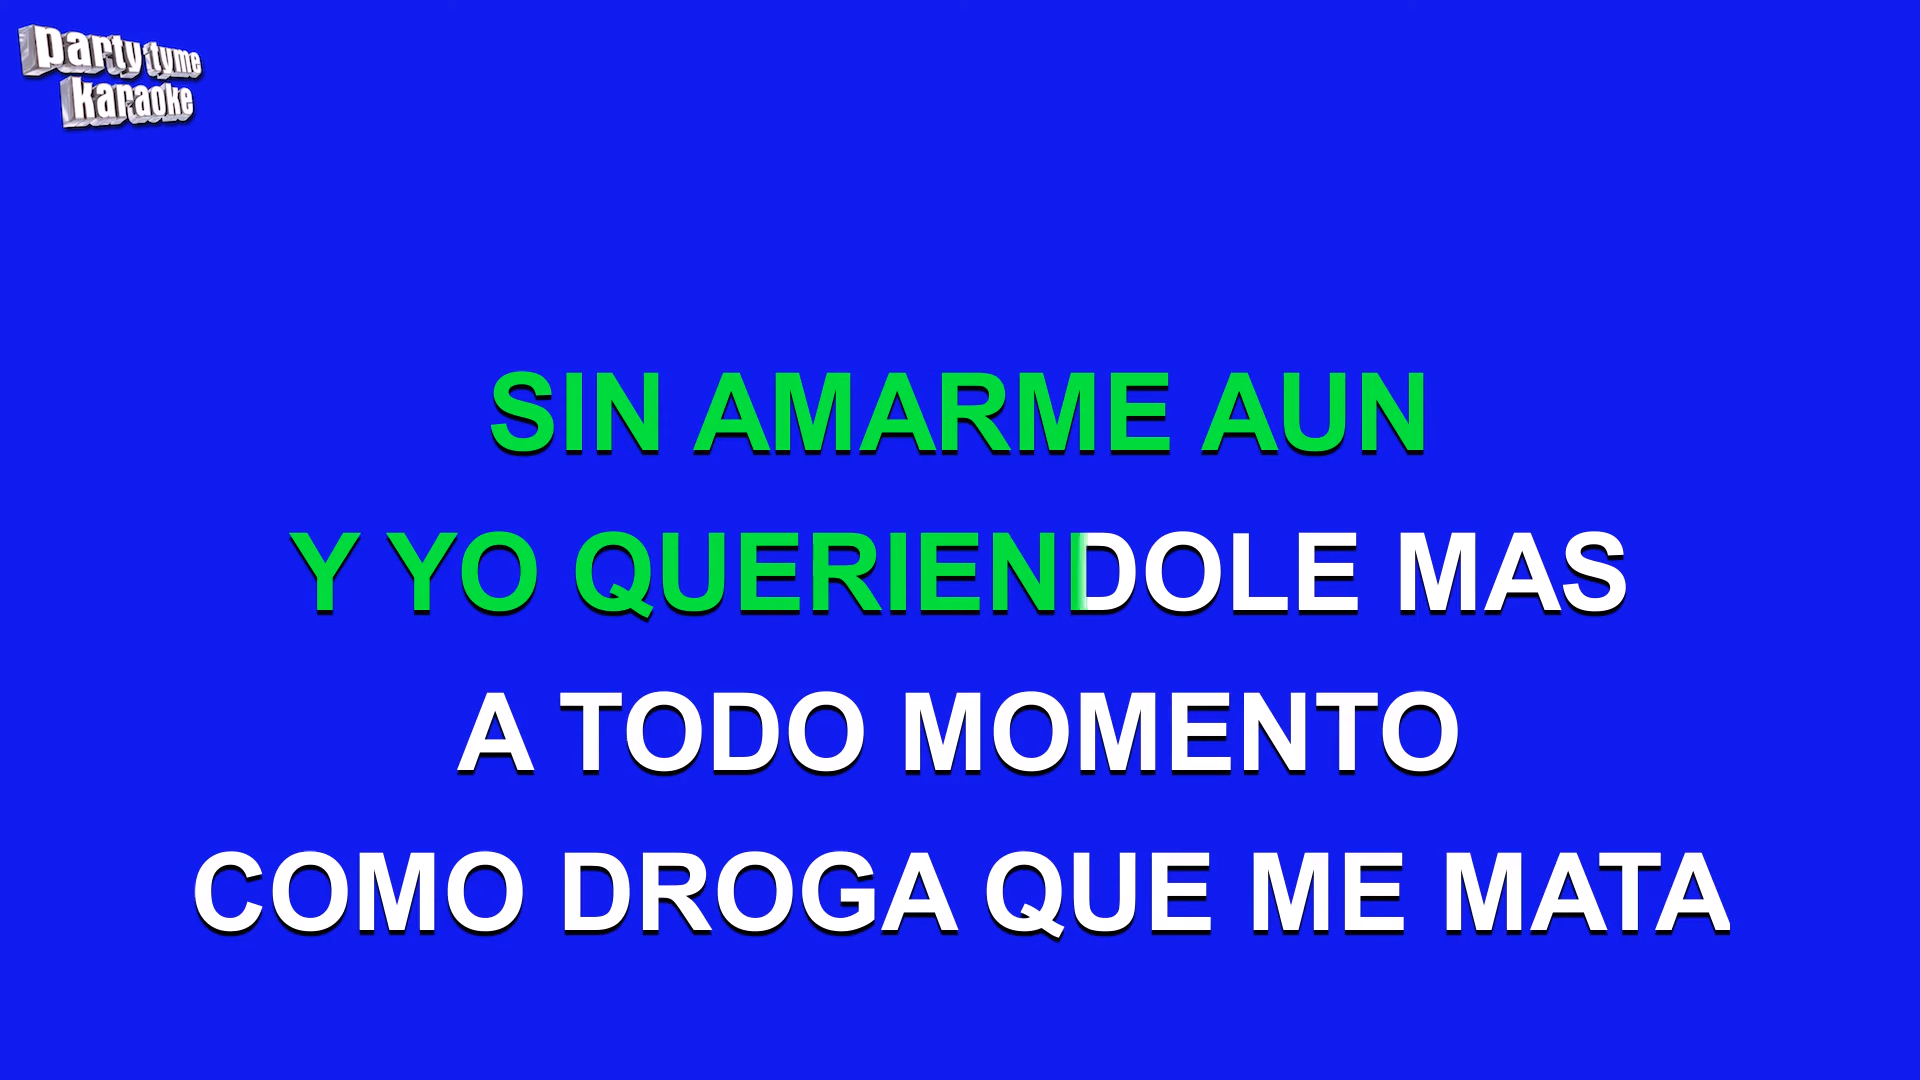 party tyme
karaoke
SIN AMARME AUN
Y YO QUERIENDOLE MAS
A TODO MOMENTO
COMO DROGA QUE ME MATA